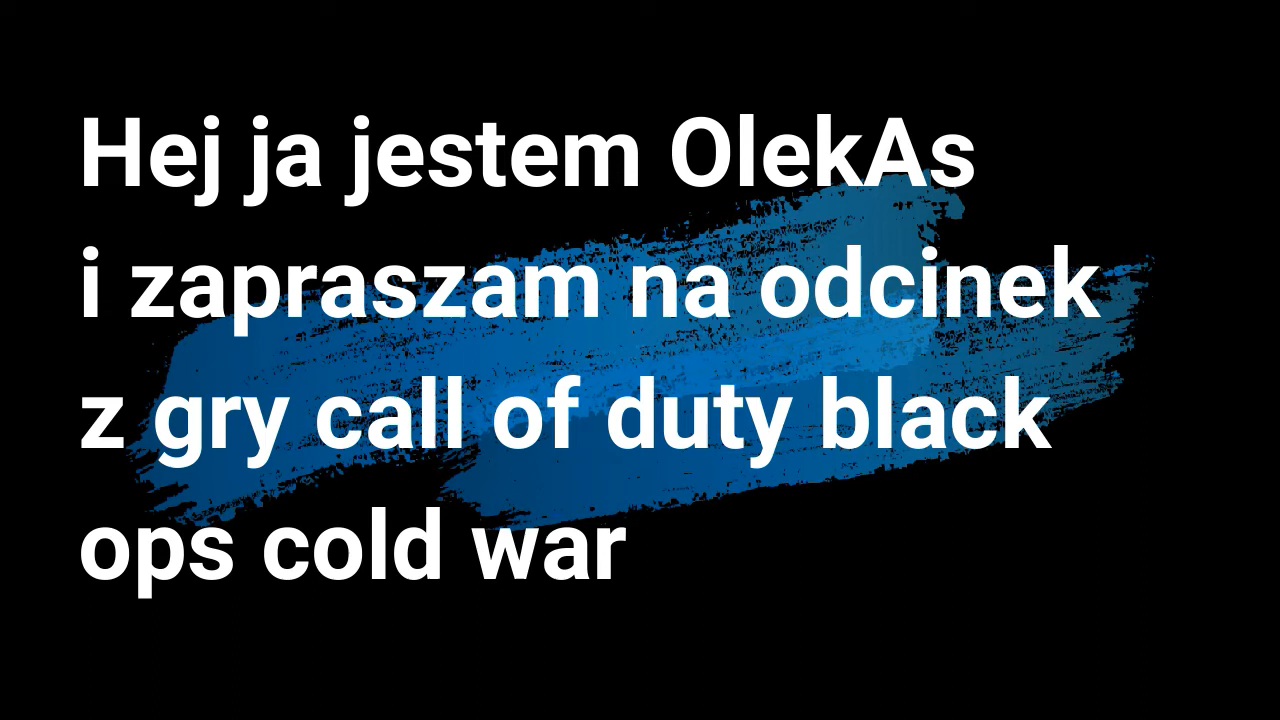 Hej ja jestem OlekAs
i zapraszam na odcinek
z gry call of duty black
ops cold war